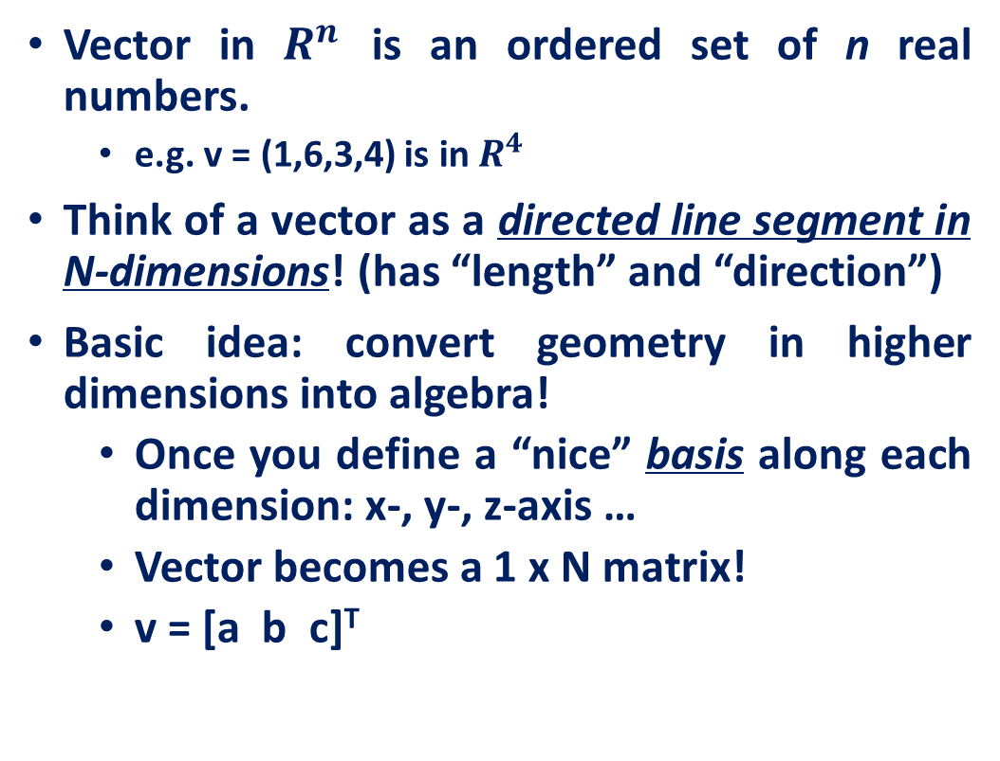 • Vector in Rⁿ is an ordered set of n real
numbers.
• e.g. v = (1,6,3,4) is in R⁴
• Think of a vector as a directed line segment in
N-dimensions! (has “length” and “direction”)
• Basic idea: convert geometry in higher
dimensions into algebra!
• Once you define a “nice” basis along each
dimension: x-, y-, z-axis …
• Vector becomes a 1 x N matrix!
• v = [a b c]ᵀ